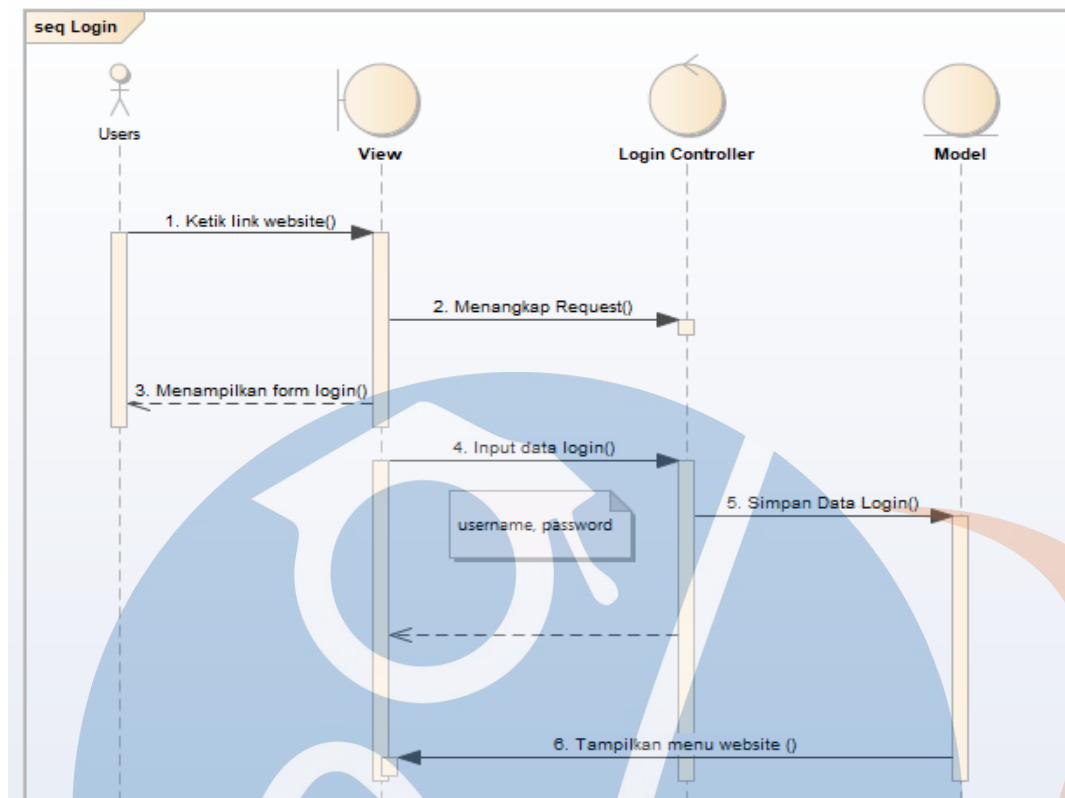 seq Login
Users
View
Login Controller
Model
1. Ketik link website()
2. Menangkap Request()
3. Menampilkan form login()
4. Input data login()
username, password
5. Simpan Data Login()
6. Tampilkan menu website ()